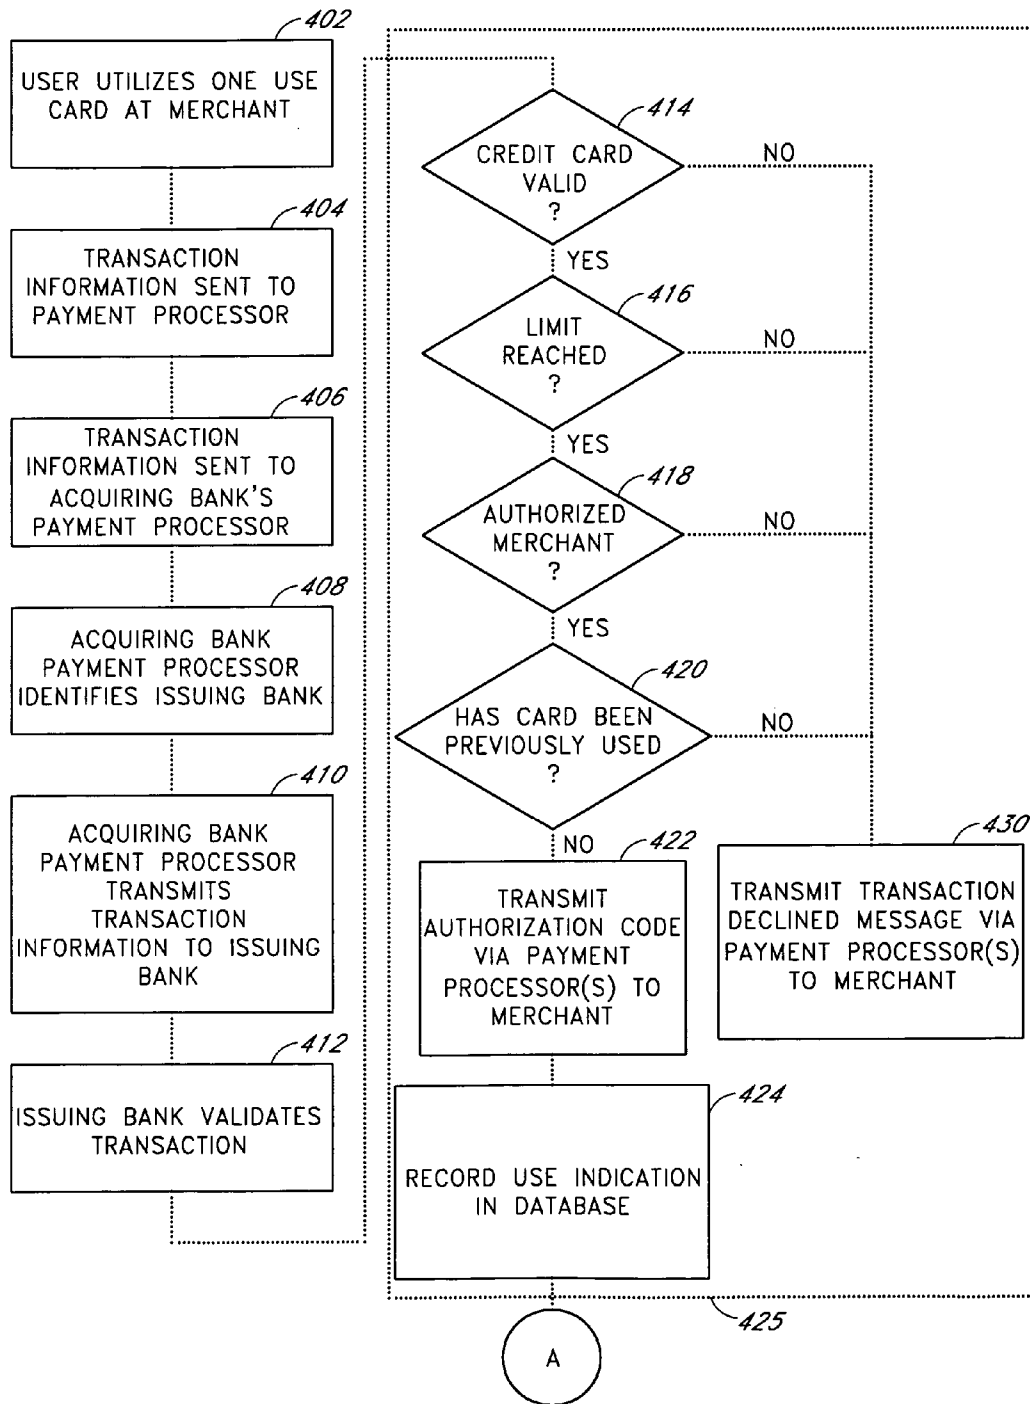 402
USER UTILIZES ONE USE
CARD AT MERCHANT
404
TRANSACTION
INFORMATION SENT TO
PAYMENT PROCESSOR
406
TRANSACTION
INFORMATION SENT TO
ACQUIRING BANK'S
PAYMENT PROCESSOR
408
ACQUIRING BANK
PAYMENT PROCESSOR
IDENTIFIES ISSUING BANK
410
ACQUIRING BANK
PAYMENT PROCESSOR
TRANSMITS
TRANSACTION
INFORMATION TO ISSUING
BANK
412
ISSUING BANK VALIDATES
TRANSACTION
414
CREDIT CARD
VALID
?
NO
YES
416
LIMIT
REACHED
?
NO
YES
418
AUTHORIZED
MERCHANT
?
NO
YES
420
HAS CARD BEEN
PREVIOUSLY USED
?
NO
NO
422
TRANSMIT
AUTHORIZATION CODE
VIA PAYMENT
PROCESSOR(S) TO
MERCHANT
430
TRANSMIT TRANSACTION
DECLINED MESSAGE VIA
PAYMENT PROCESSOR(S)
TO MERCHANT
424
RECORD USE INDICATION
IN DATABASE
425
A